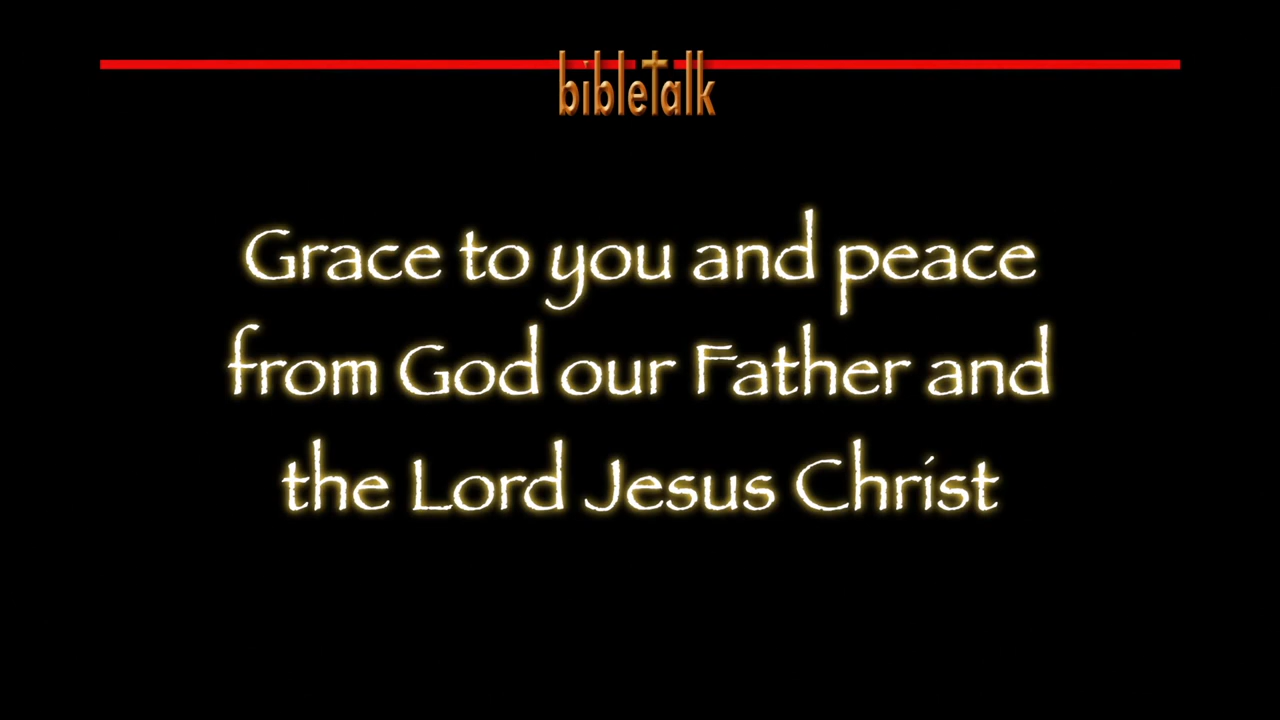 bibleTalk
Grace to you and peace
from God our Father and
the Lord Jesus Christ